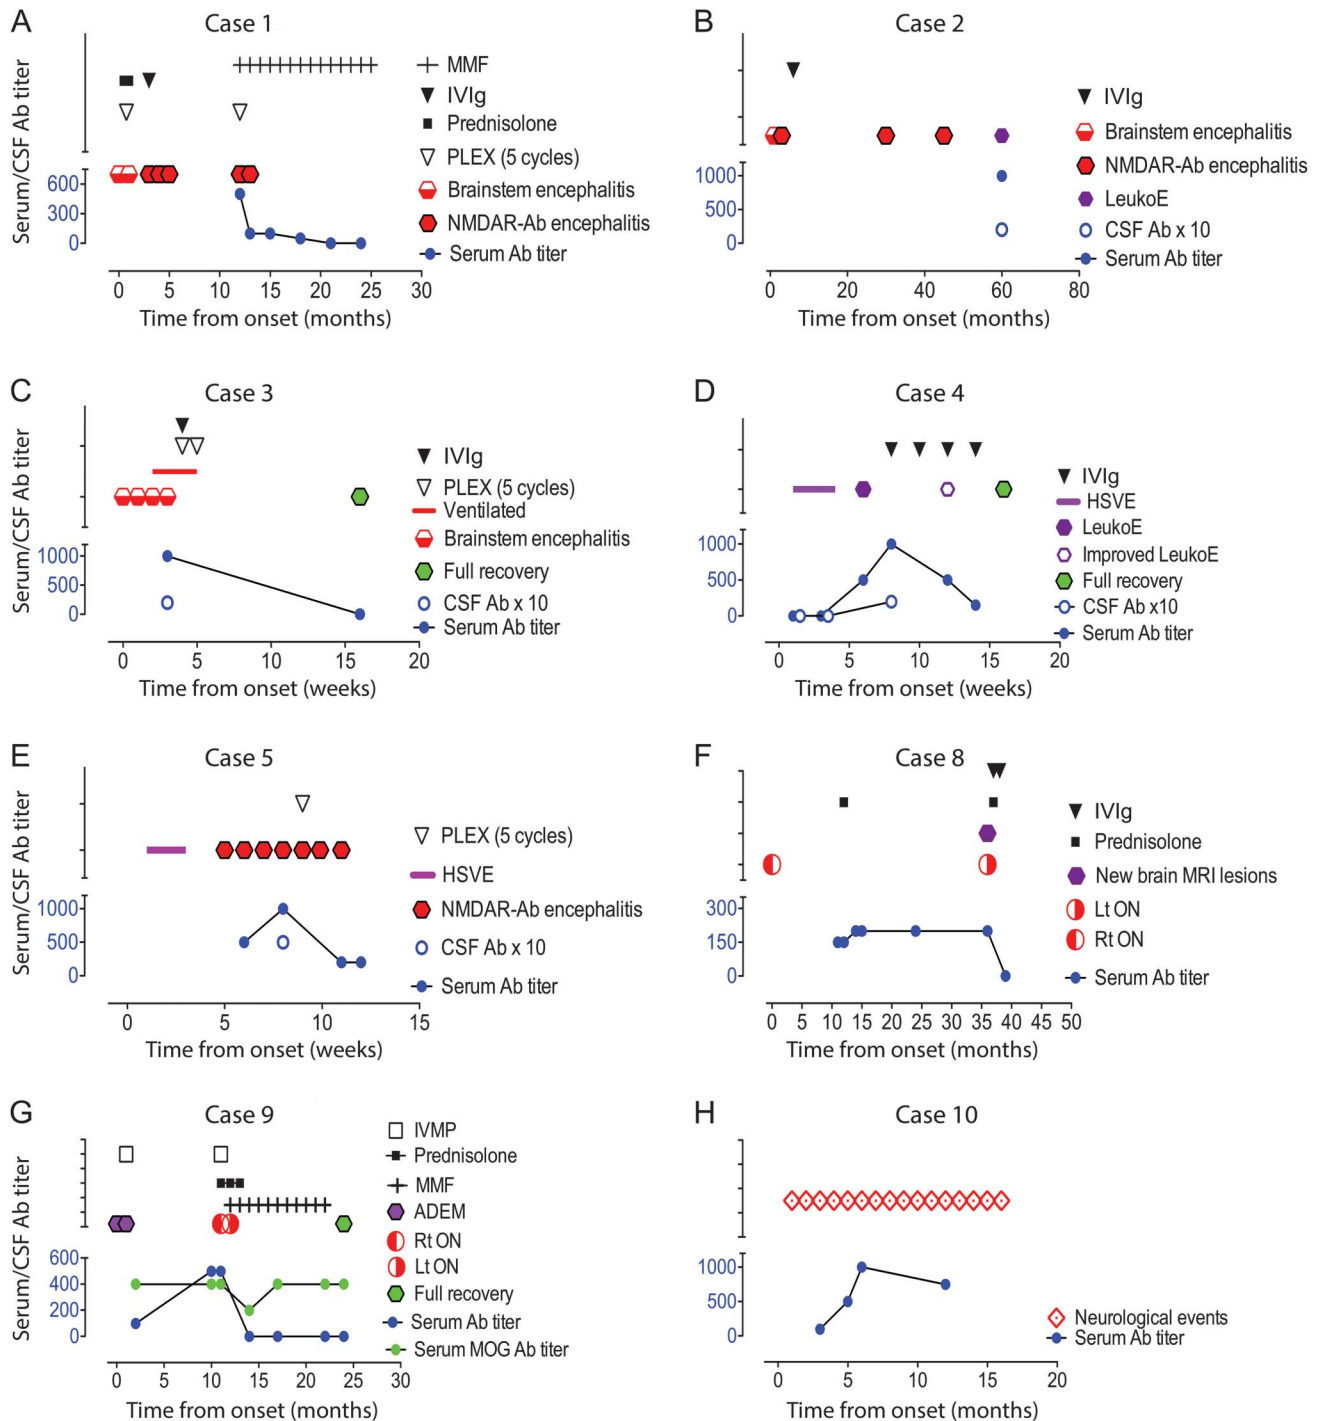 A
Case 1
Serum/CSF Ab titer
600
300
0
0 5 10 15 20 25 30
Time from onset (months)
MMF
IVIg
Prednisolone
PLEX (5 cycles)
Brainstem encephalitis
NMDAR-Ab encephalitis
Serum Ab titer
B
Case 2
1000
500
0
0 20 40 60 80
Time from onset (months)
IVIg
Brainstem encephalitis
NMDAR-Ab encephalitis
LeukoE
CSF Ab x 10
Serum Ab titer
C
Case 3
Serum/CSF Ab titer
1000
500
0
0 5 10 15 20
Time from onset (weeks)
IVIg
PLEX (5 cycles)
Ventilated
Brainstem encephalitis
Full recovery
CSF Ab x 10
Serum Ab titer
D
Case 4
1000
500
0
0 5 10 15 20
Time from onset (weeks)
IVIg
HSVE
LeukoE
Improved LeukoE
Full recovery
CSF Ab x10
Serum Ab titer
E
Case 5
Serum/CSF Ab titer
1000
500
0
0 5 10 15
Time from onset (weeks)
PLEX (5 cycles)
HSVE
NMDAR-Ab encephalitis
CSF Ab x 10
Serum Ab titer
F
Case 8
300
150
0
0 5 10 15 20 25 30 35 40 45 50
Time from onset (months)
IVIg
Prednisolone
New brain MRI lesions
Lt ON
Rt ON
Serum Ab titer
G
Case 9
Serum/CSF Ab titer
600
400
200
0
0 5 10 15 20 25 30
Time from onset (months)
IVMP
Prednisolone
MMF
ADEM
Rt ON
Lt ON
Full recovery
Serum Ab titer
Serum MOG Ab titer
H
Case 10
1000
500
0
0 5 10 15 20
Time from onset (months)
Neurological events
Serum Ab titer